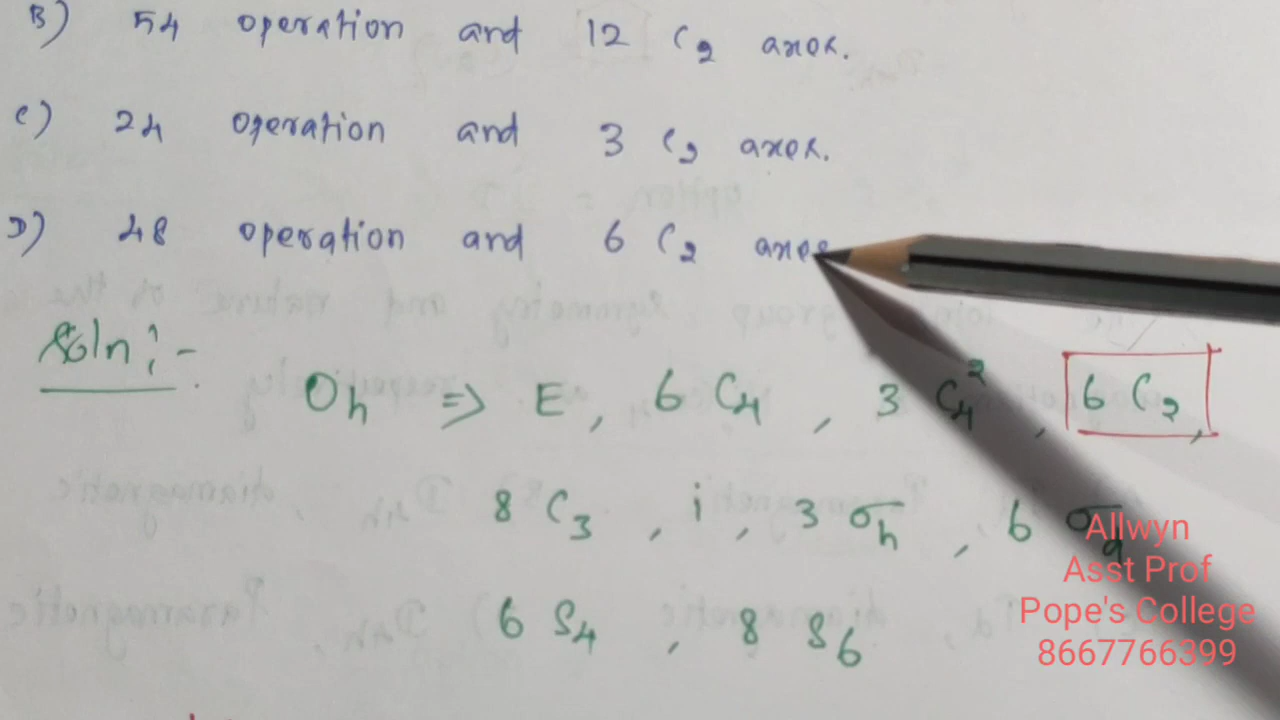 B) 54 operation and 12 C2 axes.
C) 24 operation and 3 C2 axes.
D) 48 operation and 6 C2 axes
Soln :-
Oh => E, 6 C4, 3 C4², 6 C2,
8 C3, i, 3 σh, 6 σd
6 S4, 8 S6
Allwyn
Asst Prof
Pope's College
8667766399